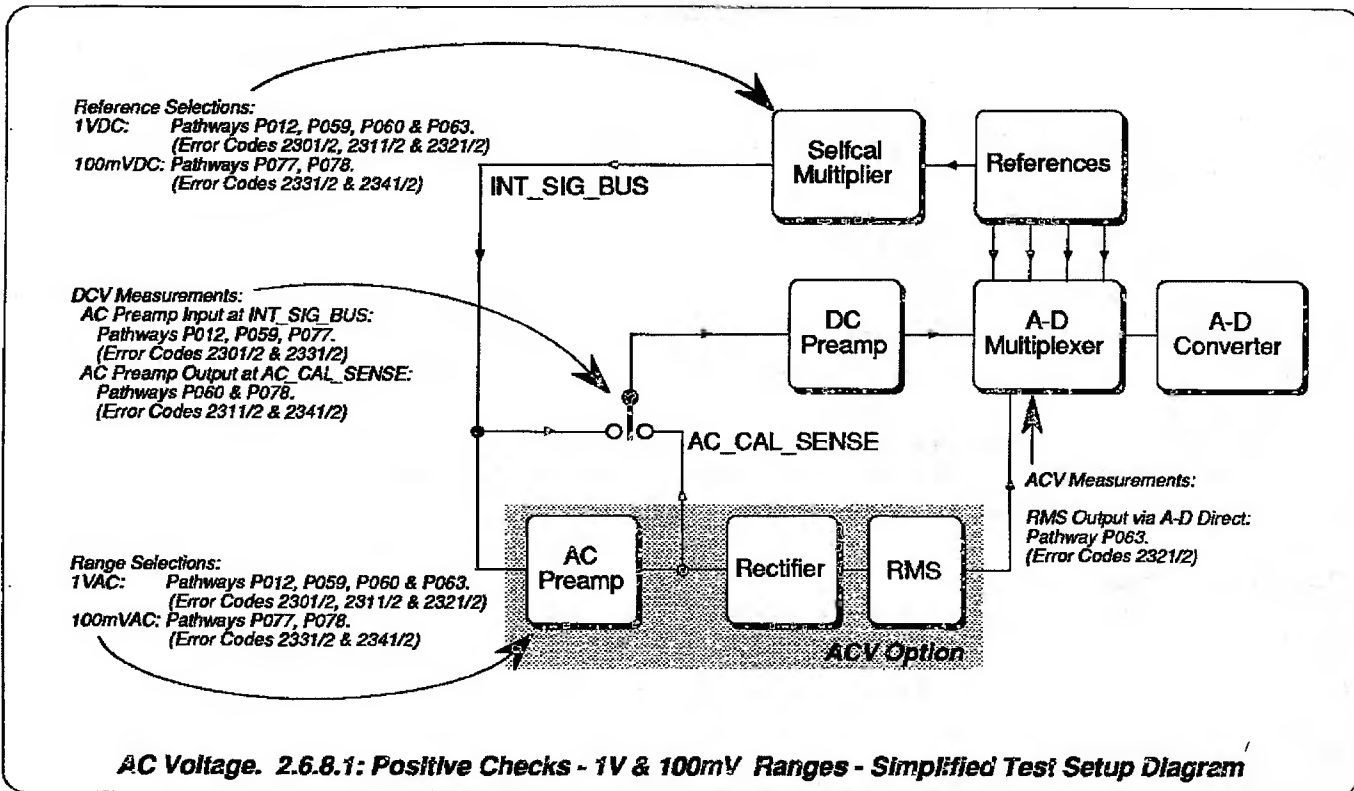 Reference Selections:
1VDC: Pathways P012, P059, P060 & P063.
(Error Codes 2301/2, 2311/2 & 2321/2)
100mVDC: Pathways P077, P078.
(Error Codes 2331/2 & 2341/2)
Selfcal
Multiplier
References
INT_SIG_BUS
DCV Measurements:
AC Preamp Input at INT_SIG_BUS:
Pathways P012, P059, P077.
(Error Codes 2301/2 & 2331/2)
AC Preamp Output at AC_CAL_SENSE:
Pathways P060 & P078.
(Error Codes 2311/2 & 2341/2)
DC
Preamp
A-D
Multiplexer
A-D
Converter
AC_CAL_SENSE
ACV Measurements:
RMS Output via A-D Direct:
Pathway P063.
(Error Codes 2321/2)
Range Selections:
1VAC: Pathways P012, P059, P060 & P063.
(Error Codes 2301/2, 2311/2 & 2321/2)
100mVAC: Pathways P077, P078.
(Error Codes 2331/2 & 2341/2)
AC
Preamp
Rectifier
RMS
ACV Option
AC Voltage. 2.6.8.1: Positive Checks - 1V & 100mV Ranges - Simplified Test Setup Diagram